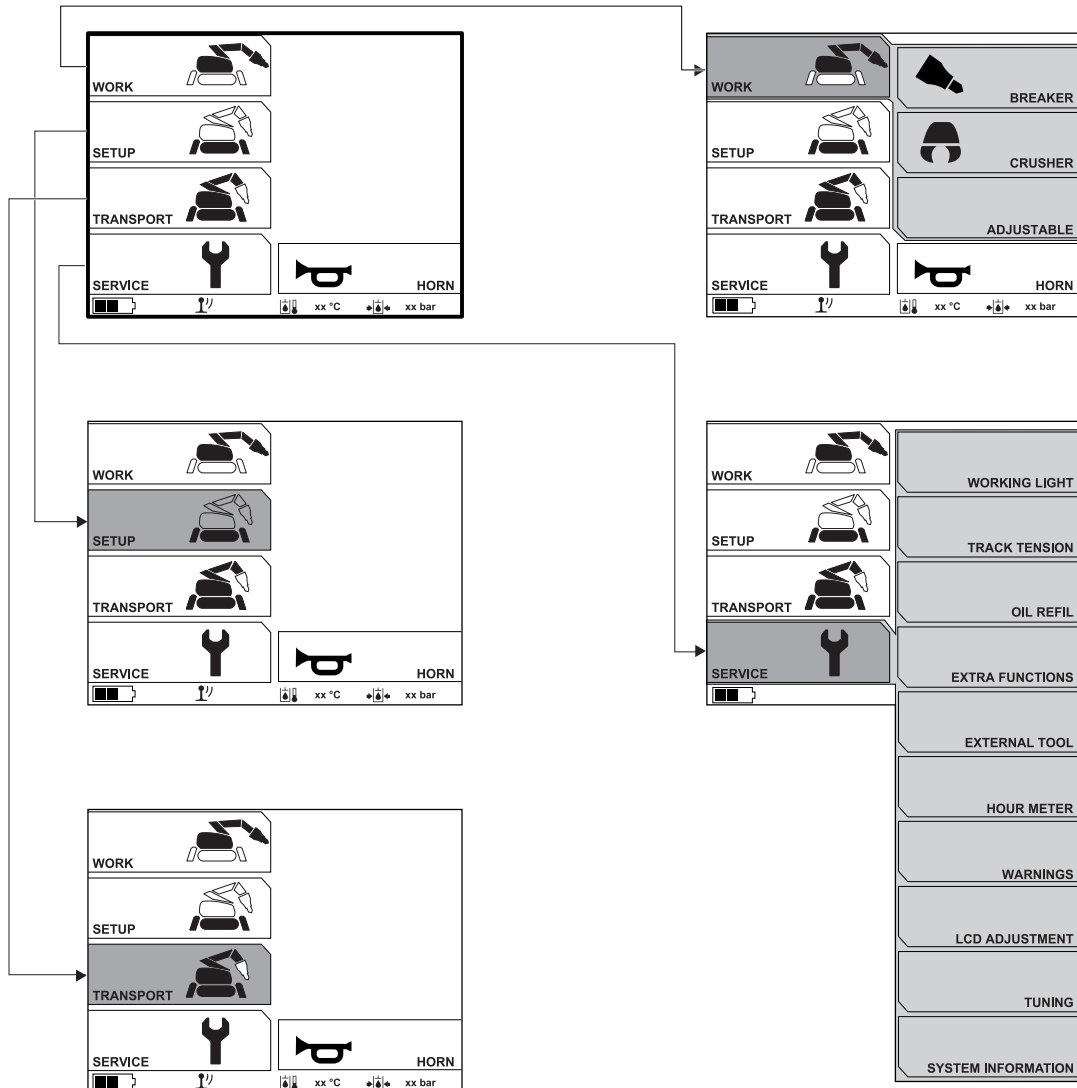 WORK
SETUP
TRANSPORT
SERVICE
HORN
xx °C
xx bar
WORK
BREAKER
SETUP
CRUSHER
TRANSPORT
ADJUSTABLE
SERVICE
HORN
xx °C
xx bar
WORK
SETUP
TRANSPORT
SERVICE
HORN
xx °C
xx bar
WORK
WORKING LIGHT
SETUP
TRACK TENSION
TRANSPORT
OIL REFIL
SERVICE
EXTRA FUNCTIONS
EXTERNAL TOOL
HOUR METER
WARNINGS
LCD ADJUSTMENT
TUNING
SYSTEM INFORMATION
WORK
SETUP
TRANSPORT
SERVICE
HORN
xx °C
xx bar